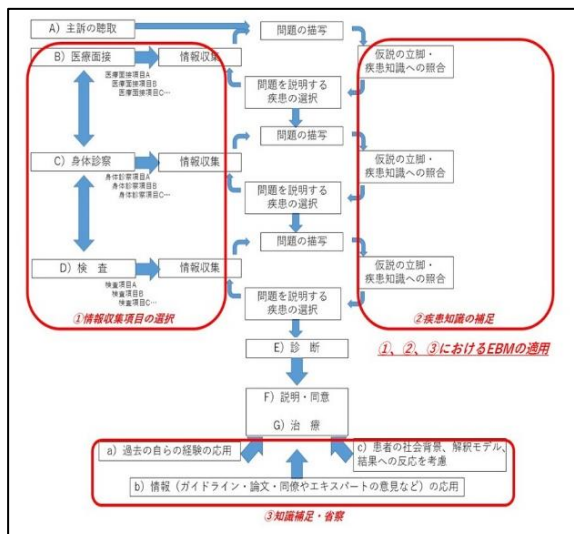 A) 主訴の聴取
問題の描写
B) 医療面接
情報収集
仮説の立脚・
疾患知識への照合
医療面接項目A
医療面接項目B
医療面接項目C…
問題を説明する
疾患の選択
問題の描写
C) 身体診察
情報収集
仮説の立脚・
疾患知識への照合
身体診察項目A
身体診察項目B
身体診察項目C…
問題を説明する
疾患の選択
問題の描写
D) 検 査
情報収集
仮説の立脚・
疾患知識への照合
検査項目A
検査項目B
検査項目C…
問題を説明する
疾患の選択
①情報収集項目の選択
②疾患知識の補足
E) 診 断
①、②、③におけるEBMの適用
F) 説明・同意
G) 治 療
a) 過去の自らの経験の応用
c) 患者の社会背景、解釈モデル、
結果への反応を考慮
b) 情報（ガイドライン・論文・同僚やエキスパートの意見など）の応用
③知識補足・省察